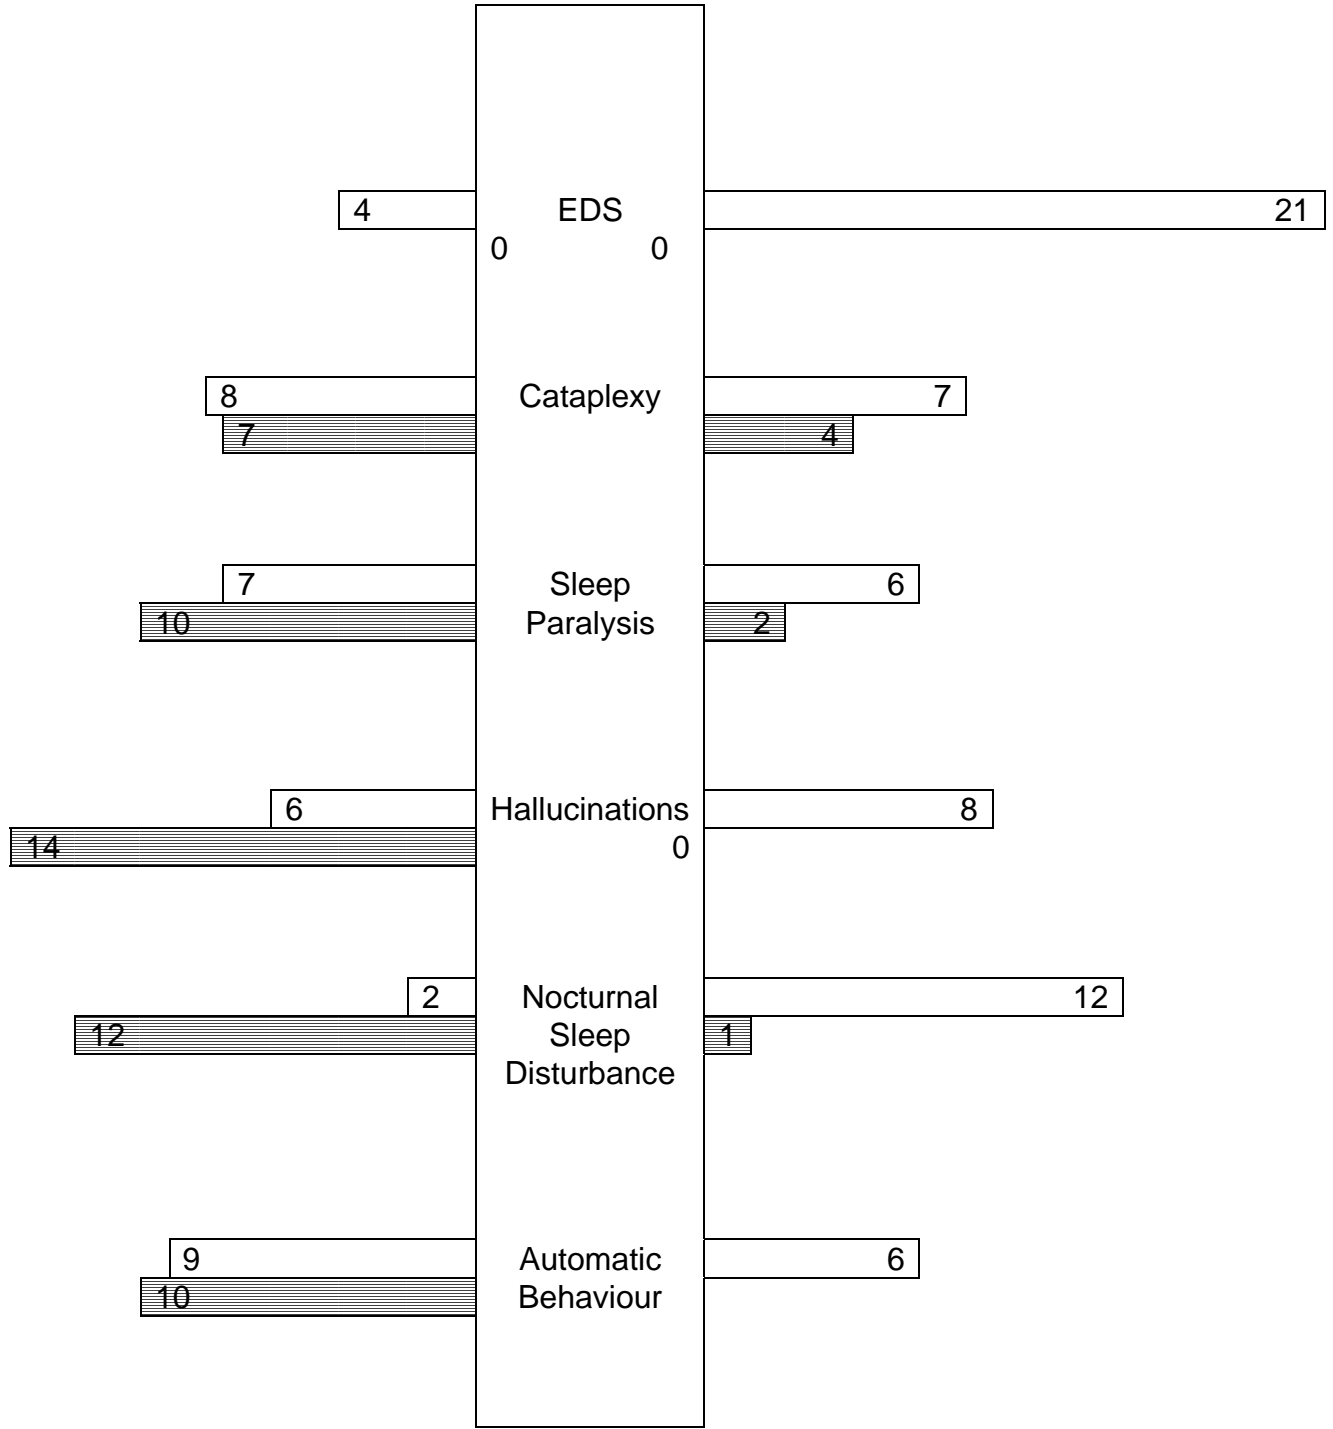 4 EDS 21
0 0
8 Cataplexy 7
7 4
7 Sleep 6
10 Paralysis 2
6 Hallucinations 8
14 0
2 Nocturnal 12
12 Sleep 1
Disturbance
9 Automatic 6
10 Behaviour